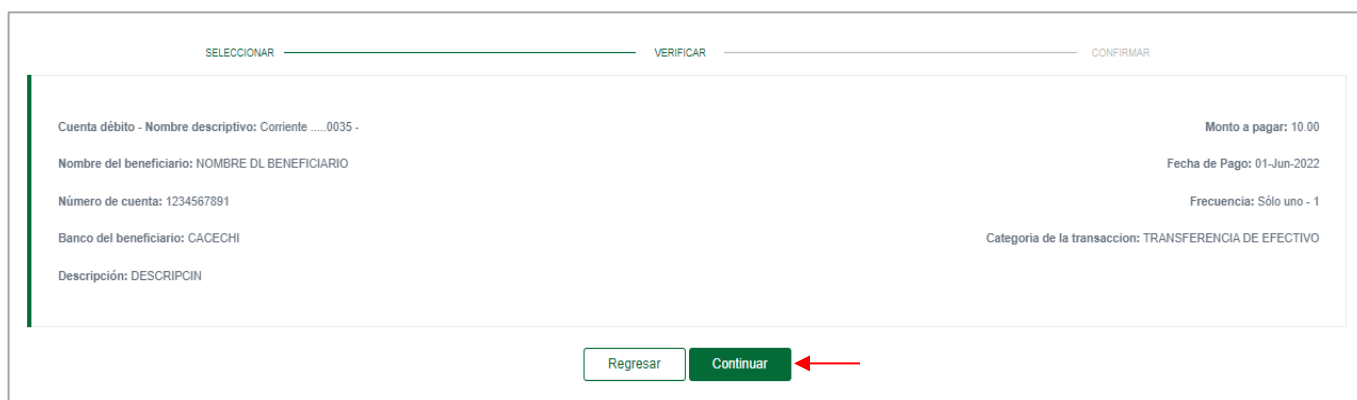 SELECCIONAR VERIFICAR CONFIRMAR
Cuenta débito - Nombre descriptivo: Corriente .....0035 - Monto a pagar: 10.00
Nombre del beneficiario: NOMBRE DL BENEFICIARIO Fecha de Pago: 01-Jun-2022
Número de cuenta: 1234567891 Frecuencia: Sólo uno - 1
Banco del beneficiario: CACECHI Categoria de la transaccion: TRANSFERENCIA DE EFECTIVO
Descripción: DESCRIPCIN
Regresar Continuar